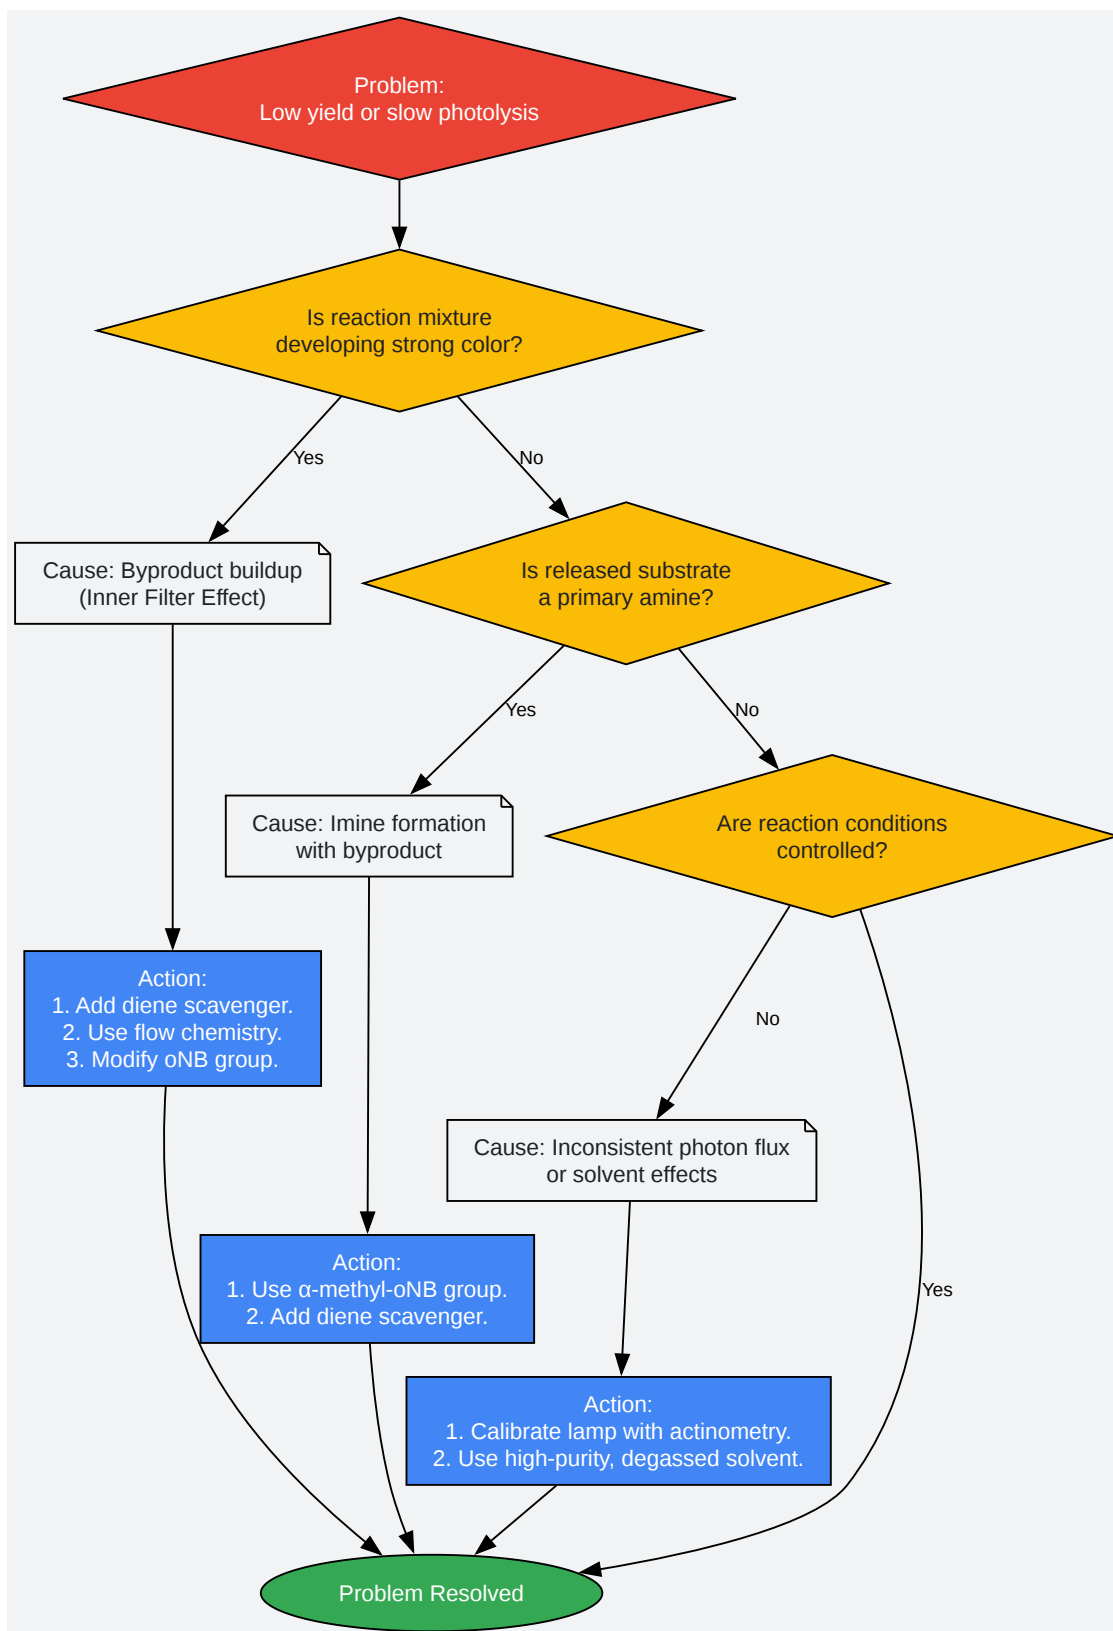 Problem:
Low yield or slow photolysis
Is reaction mixture
developing strong color?
Yes
No
Cause: Byproduct buildup
(Inner Filter Effect)
Is released substrate
a primary amine?
Yes
No
Cause: Imine formation
with byproduct
Are reaction conditions
controlled?
Action:
1. Add diene scavenger.
2. Use flow chemistry.
3. Modify oNB group.
No
Cause: Inconsistent photon flux
or solvent effects
Action:
1. Use α-methyl-oNB group.
2. Add diene scavenger.
Yes
Action:
1. Calibrate lamp with actinometry.
2. Use high-purity, degassed solvent.
Problem Resolved